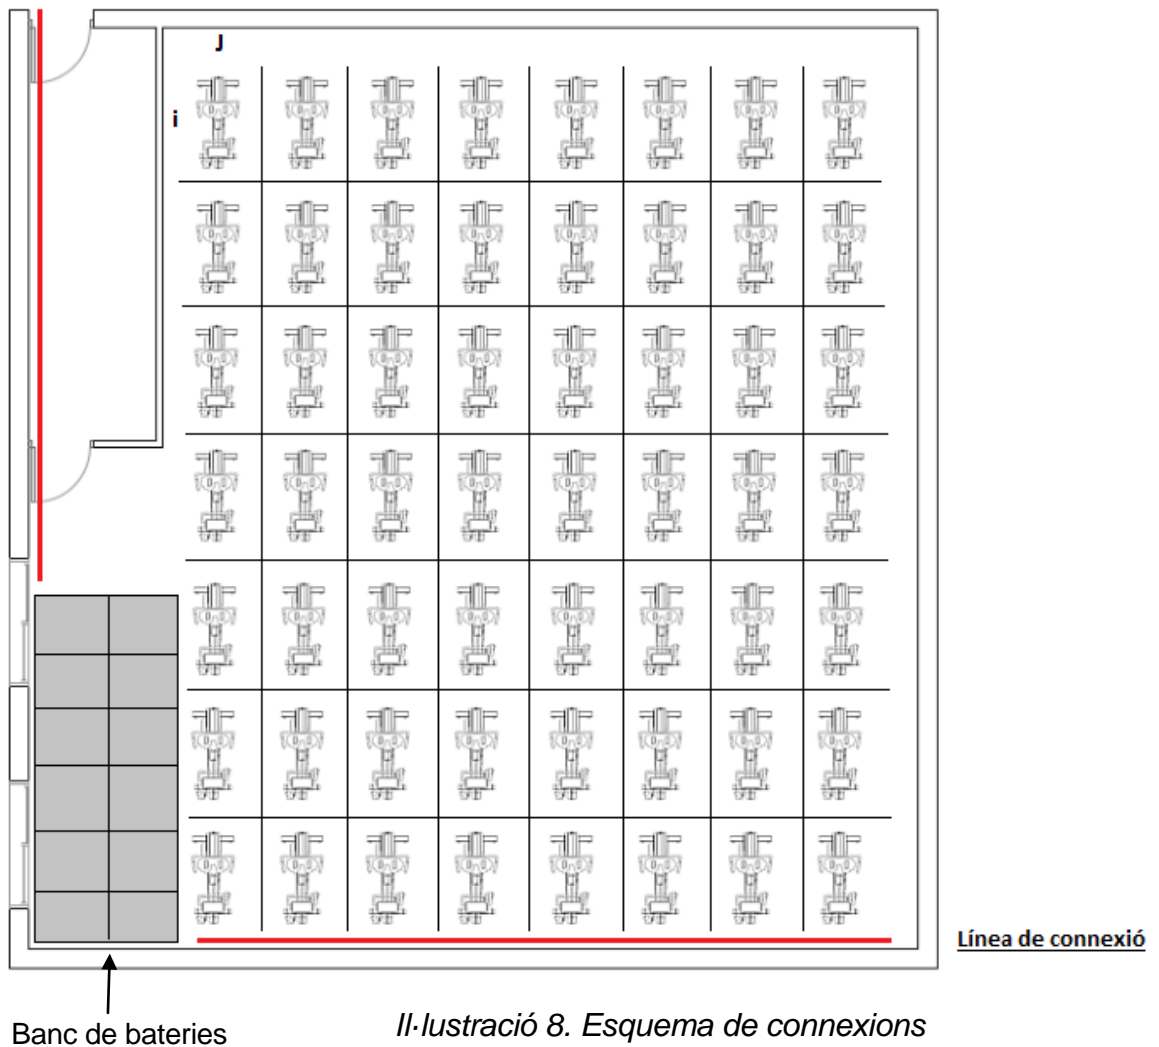 J
i
Línea de connexió
Banc de bateries
Il·lustració 8. Esquema de connexions